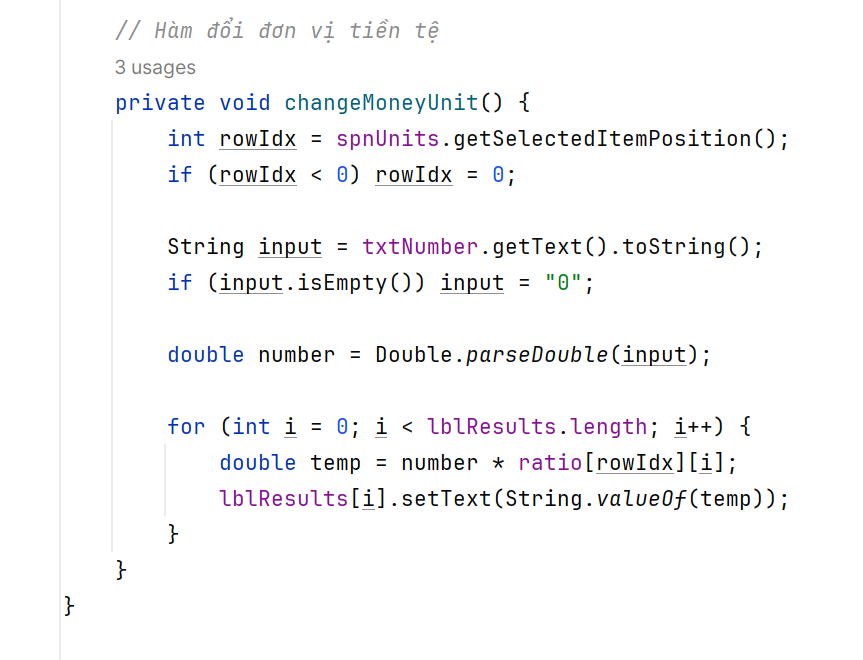 // Hàm đổi đơn vị tiền tệ
3 usages
private void changeMoneyUnit() {
int rowIdx = spnUnits.getSelectedItemPosition();
if (rowIdx < 0) rowIdx = 0;
String input = txtNumber.getText().toString();
if (input.isEmpty()) input = "0";
double number = Double.parseDouble(input);
for (int i = 0; i < lblResults.length; i++) {
double temp = number * ratio[rowIdx][i];
lblResults[i].setText(String.valueOf(temp));
}
}
}